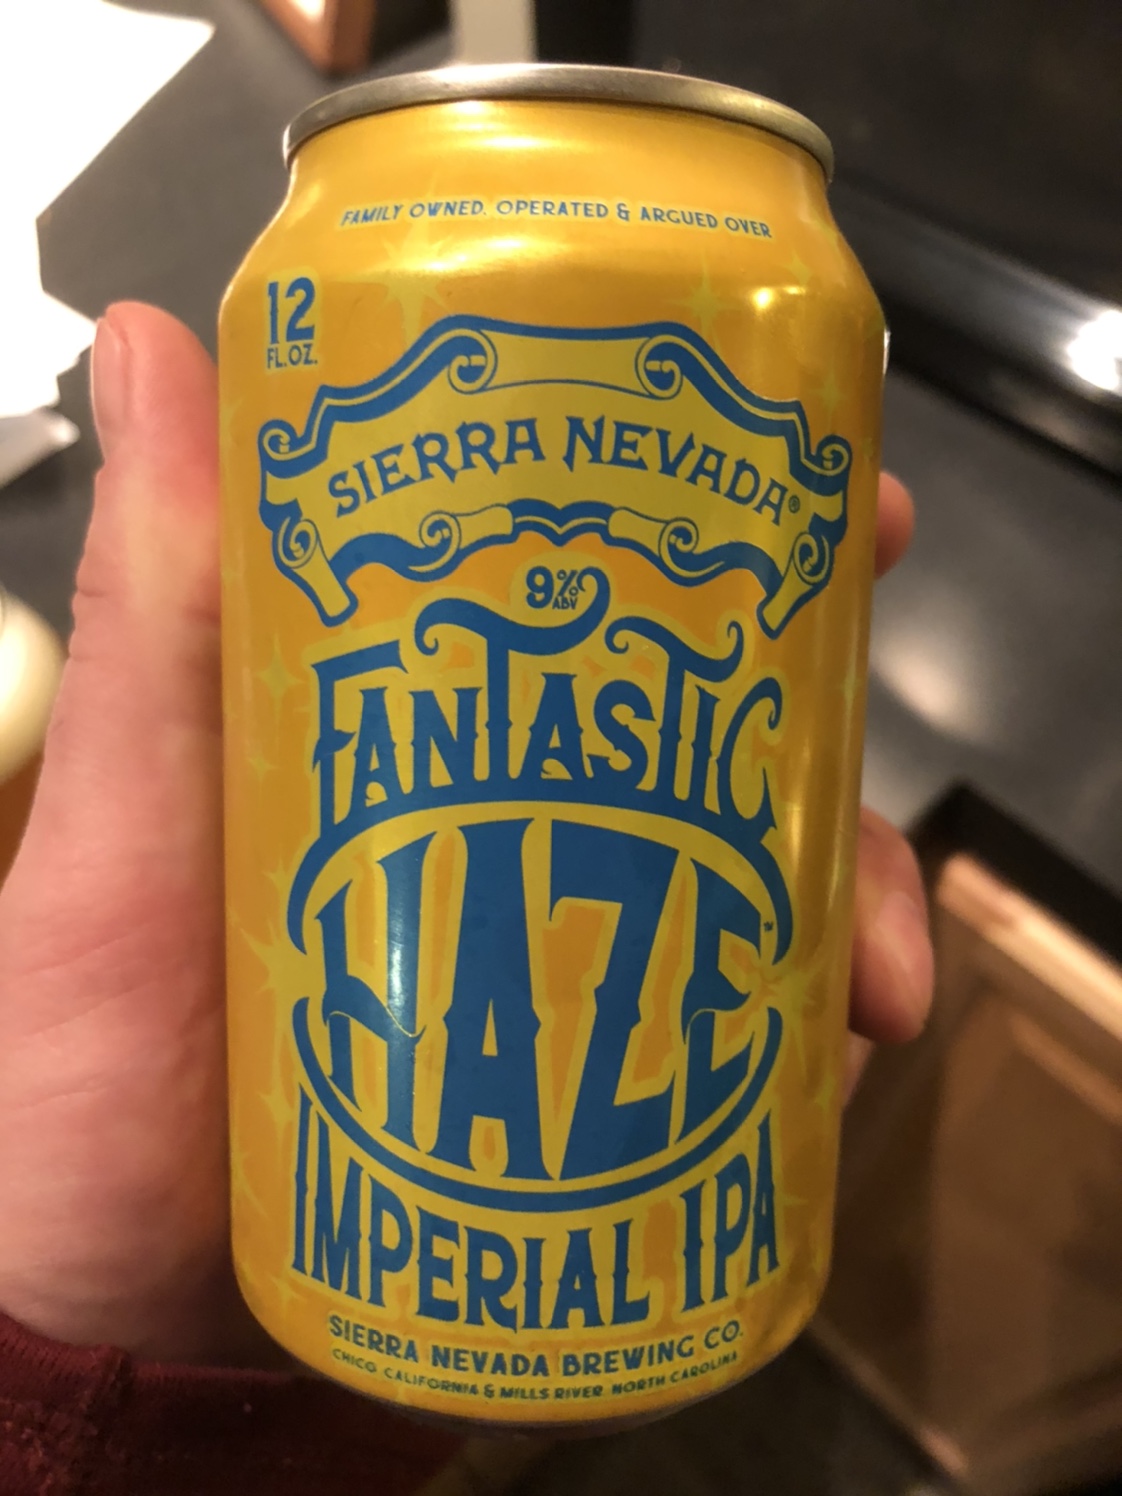 FAMILY OWNED, OPERATED & ARGUED OVER
12
FL.OZ.
SIERRA NEVADA®
9% ABV
FANTASTIC
HAZE™
IMPERIAL IPA
SIERRA NEVADA BREWING CO.
CHICO, CALIFORNIA & MILLS RIVER, NORTH CAROLINA